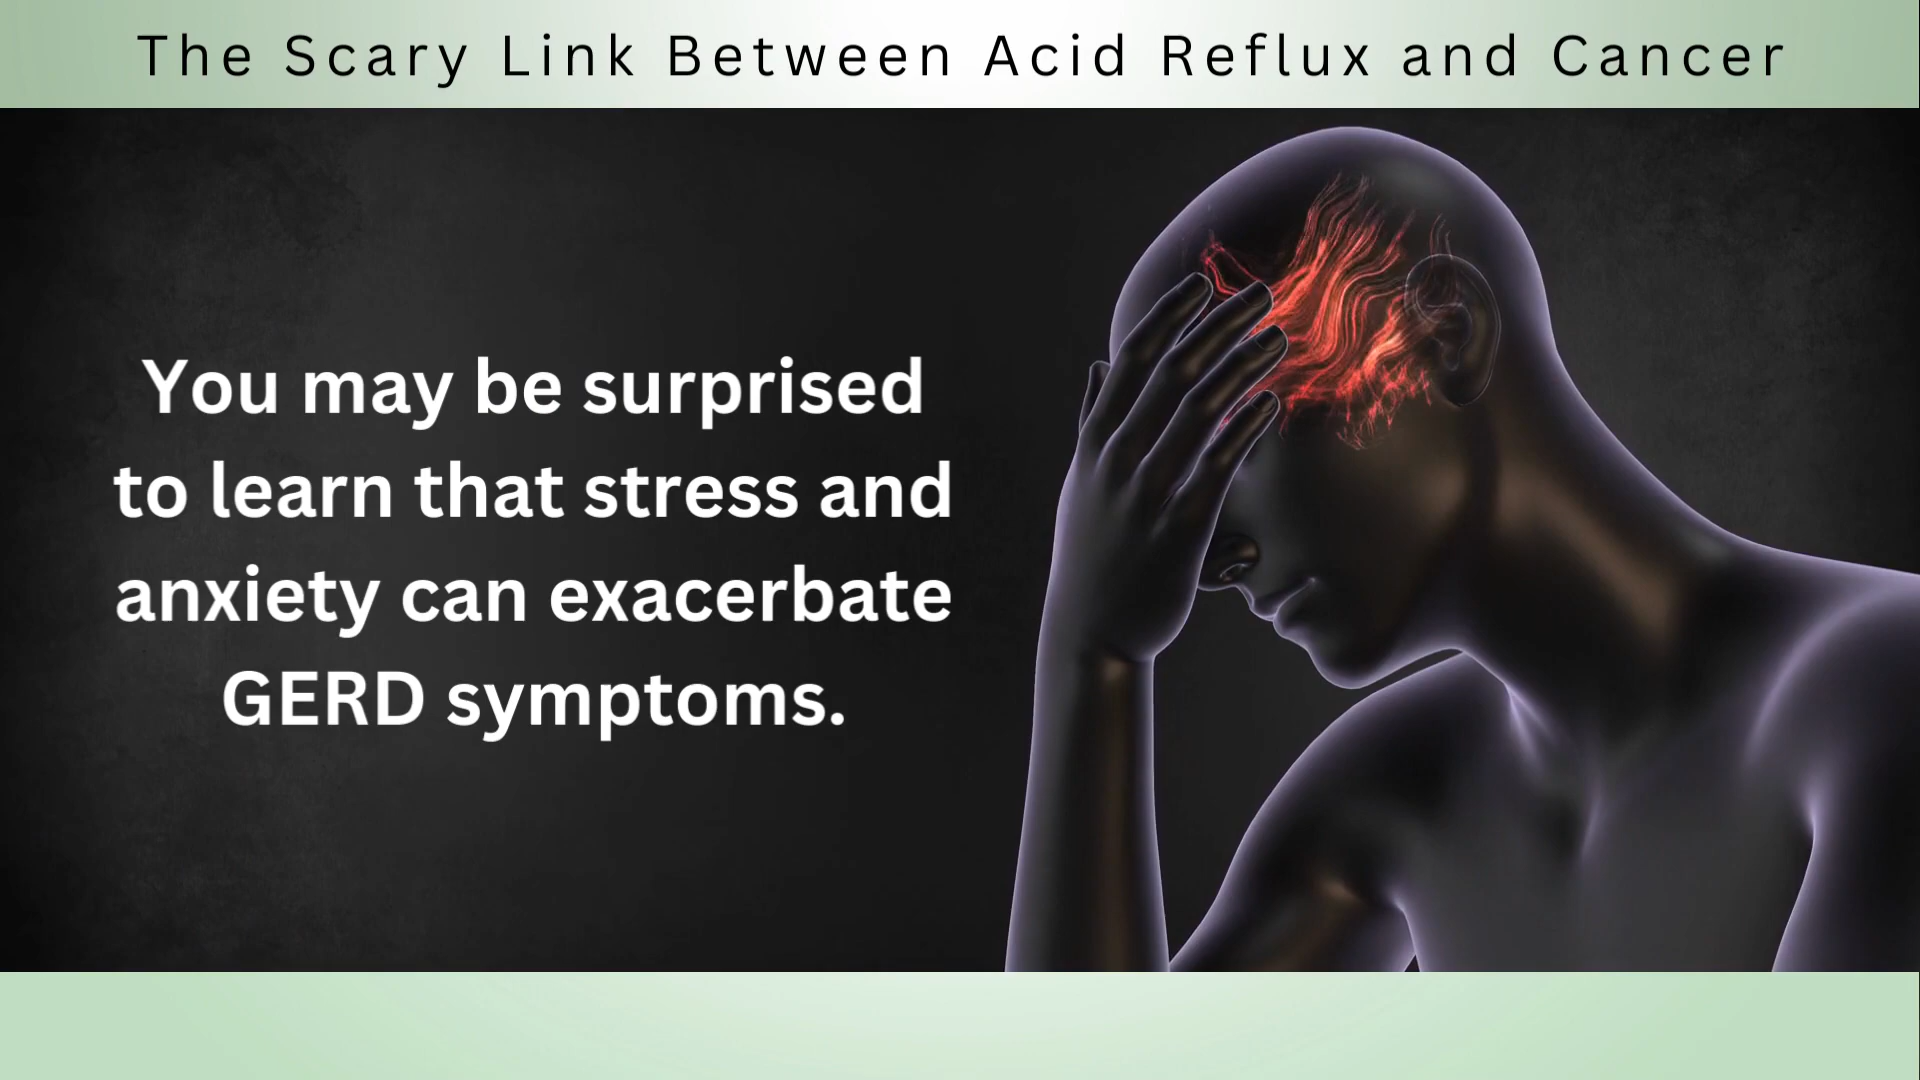 The Scary Link Between Acid Reflux and Cancer
You may be surprised
to learn that stress and
anxiety can exacerbate
GERD symptoms.